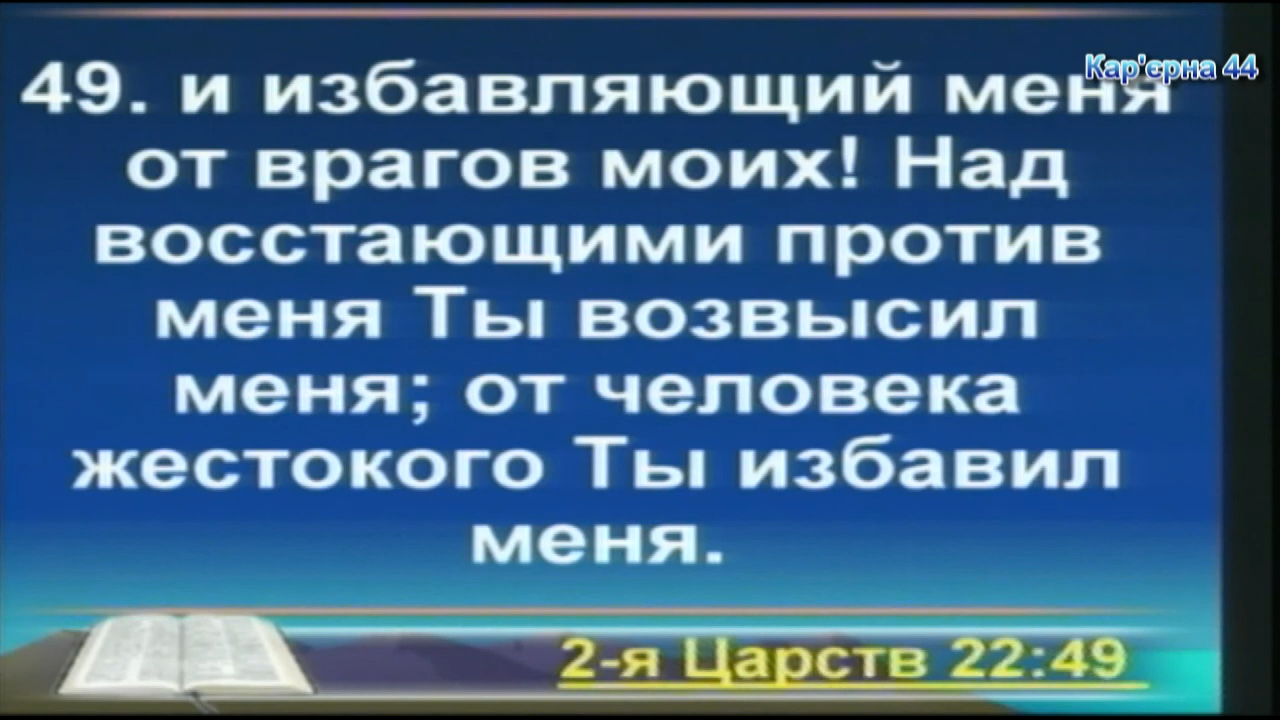 Кар'єрна 44
49. и избавляющий меня
от врагов моих! Над
восстающими против
меня Ты возвысил
меня; от человека
жестокого Ты избавил
меня.
2-я Царств 22:49